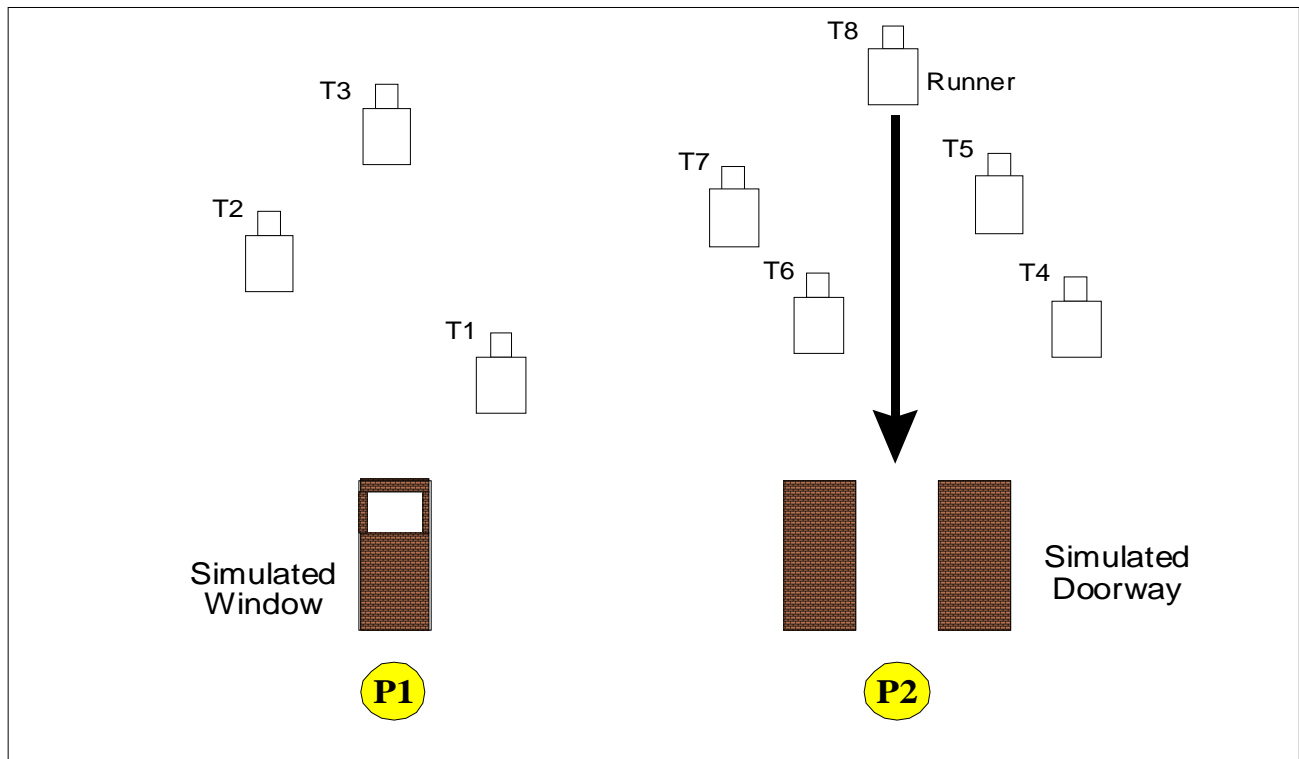 T8
Runner
T3
T7
T5
T2
T6
T4
T1
Simulated
Window
Simulated
Doorway
P1
P2